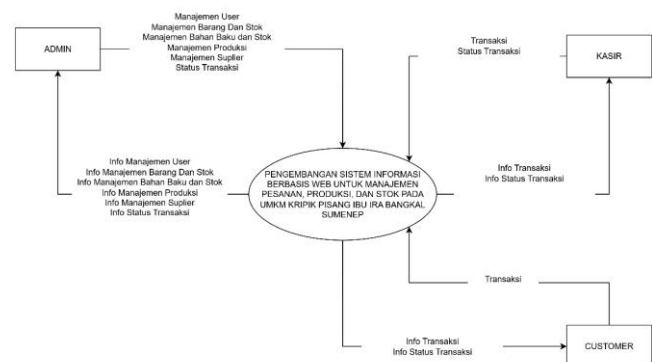 Manajemen User
Manajemen Barang Dan Stok
Manajemen Bahan Baku dan Stok
Manajemen Produksi
Manajemen Suplier
Status Transaksi
ADMIN
Transaksi
Status Transaksi
KASIR
Info Manajemen User
Info Manajemen Barang Dan Stok
Info Manajemen Bahan Baku dan Stok
Info Manajemen Produksi
Info Manajemen Suplier
Info Status Transaksi
PENGEMBANGAN SISTEM INFORMASI
BERBASIS WEB UNTUK MANAJEMEN
PESANAN, PRODUKSI, DAN STOK PADA
UMKM KRIPIK PISANG IBU IRA BANGKAL
SUMENEP
Info Transaksi
Info Status Transaksi
Transaksi
Info Transaksi
Info Status Transaksi
CUSTOMER